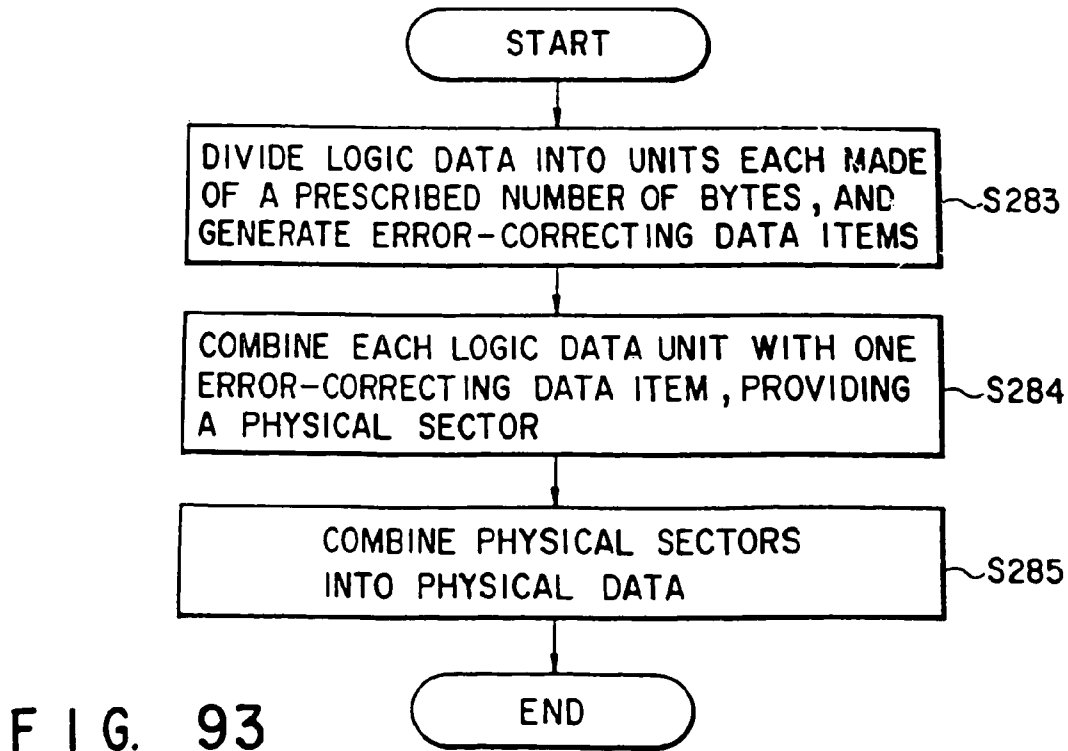 START
DIVIDE LOGIC DATA INTO UNITS EACH MADE
OF A PRESCRIBED NUMBER OF BYTES, AND
GENERATE ERROR-CORRECTING DATA ITEMS
S283
COMBINE EACH LOGIC DATA UNIT WITH ONE
ERROR-CORRECTING DATA ITEM, PROVIDING
A PHYSICAL SECTOR
S284
COMBINE PHYSICAL SECTORS
INTO PHYSICAL DATA
S285
END
FIG. 93